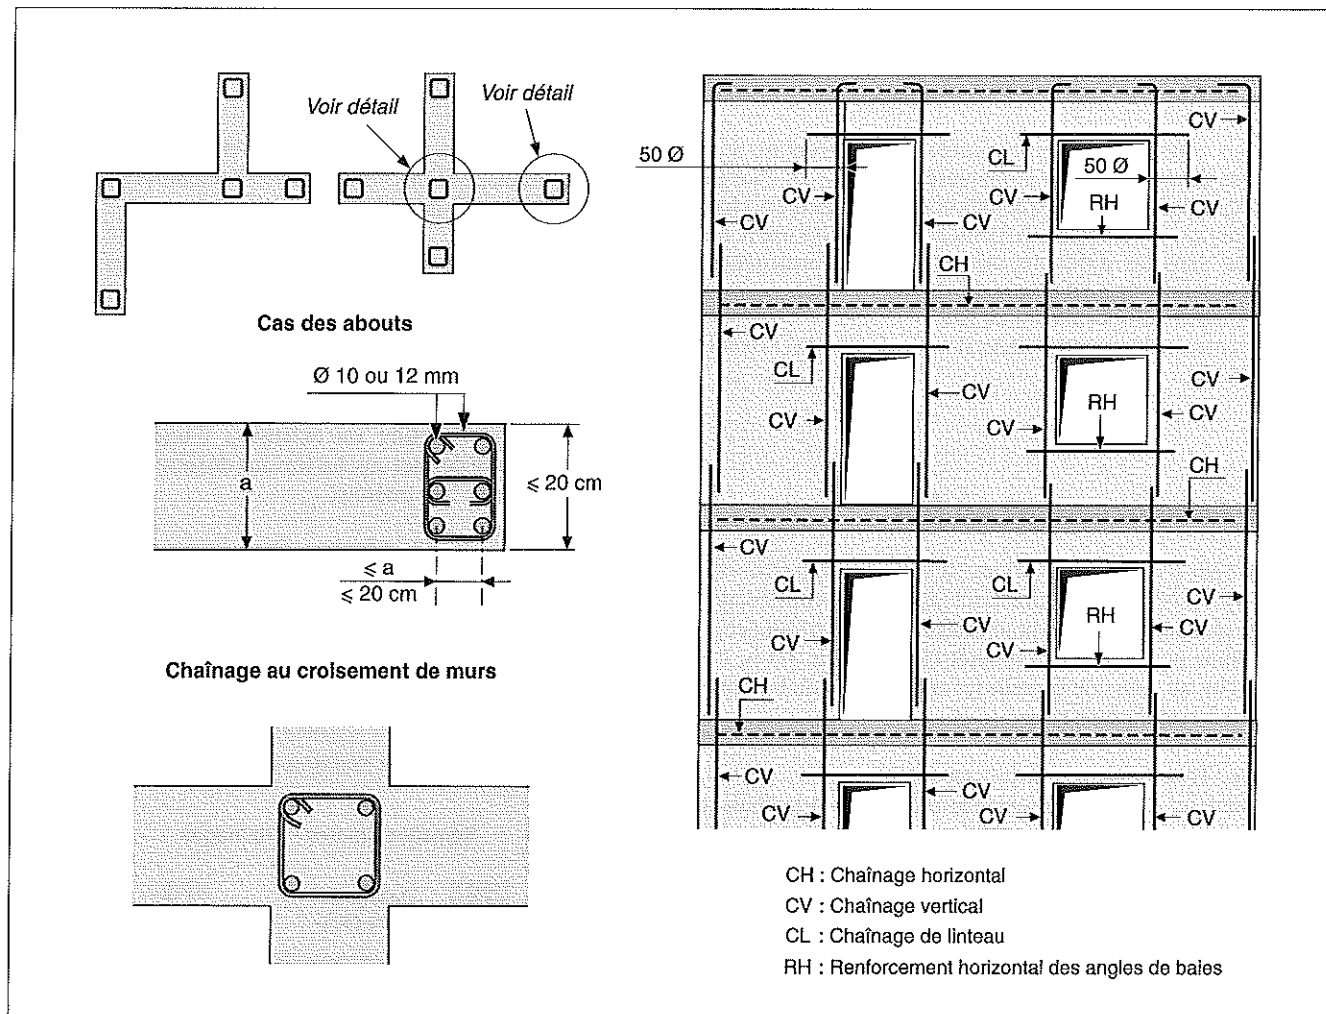 Voir détail
Voir détail
Cas des abouts
Ø 10 ou 12 mm
a
≤ 20 cm
≤ a
≤ 20 cm
Chaînage au croisement de murs
CV
50 Ø
CL
50 Ø
CV
CV
RH
CV
CV
CV
CH
CV
CL
CV
CV
RH
CV
CV
CV
CH
CV
CL
CL
CV
RH
CV
CV
CV
CV
CH
CV
CV
CV
CV
CV
CH : Chaînage horizontal
CV : Chaînage vertical
CL : Chaînage de linteau
RH : Renforcement horizontal des angles de baies